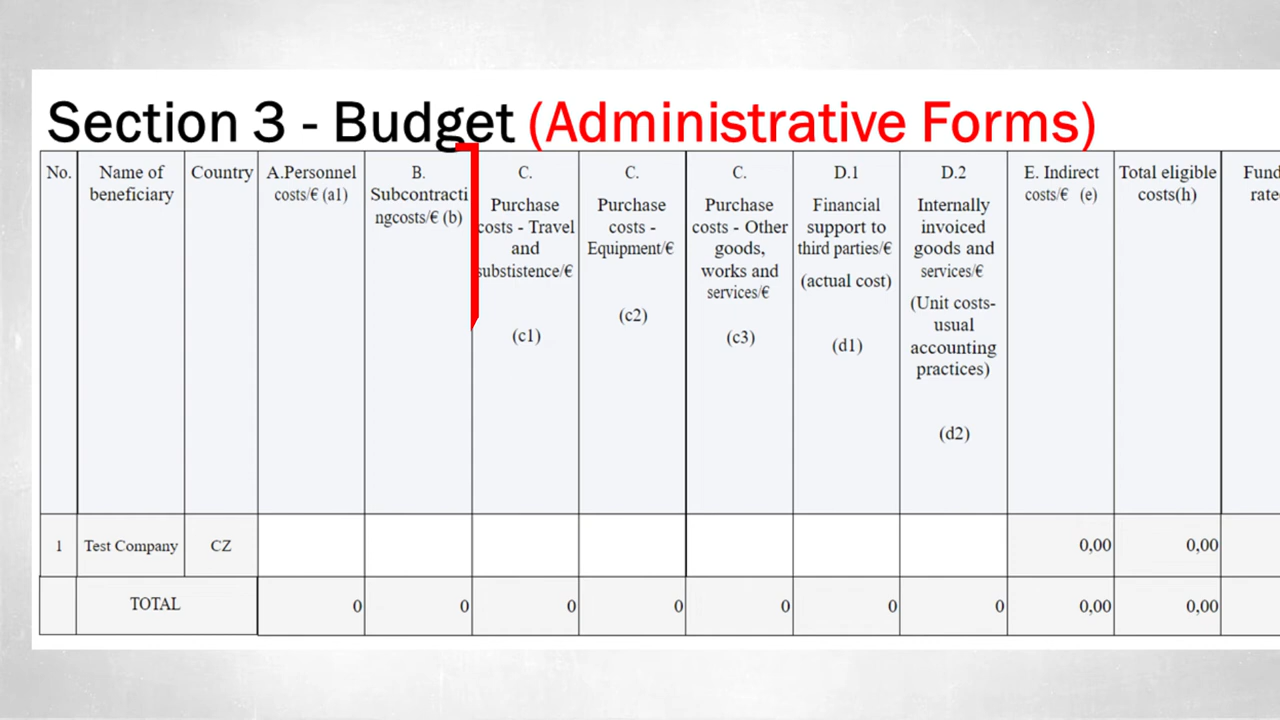 Section 3 - Budget (Administrative Forms)
No.
Name of
beneficiary
Country
A.Personnel
costs/€ (a1)
B.
Subcontracti
ngcosts/€ (b)
C.
Purchase
costs - Travel
and
substistence/€
(c1)
C.
Purchase
costs -
Equipment/€
(c2)
C.
Purchase
costs - Other
goods,
works and
services/€
(c3)
D.1
Financial
support to
third parties/€
(actual cost)
(d1)
D.2
Internally
invoiced
goods and
services/€
(Unit costs-
usual
accounting
practices)
(d2)
E. Indirect
costs/€ (e)
Total eligible
costs(h)
Fund
rate
1 Test Company CZ 0,00 0,00
TOTAL 0 0 0 0 0 0 0 0,00 0,00